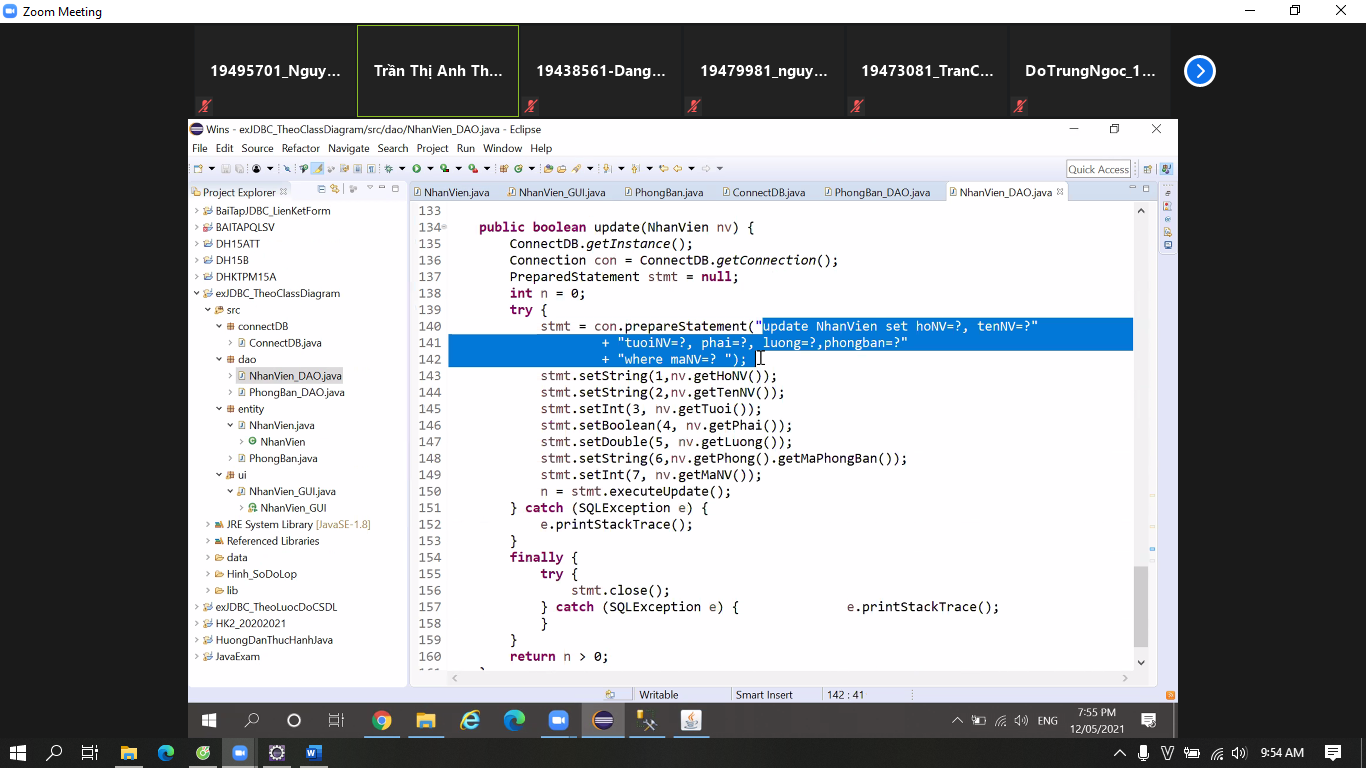 Zoom Meeting
19495701_Nguy...
Trần Thị Anh Th...
19438561-Dang...
19479981_nguy...
19473081_TranC...
DoTrungNgoc_1...
Wins - exJDBC_TheoClassDiagram/src/dao/NhanVien_DAO.java - Eclipse
File Edit Source Refactor Navigate Search Project Run Window Help
Quick Access
Project Explorer
NhanVien.java
NhanVien_GUI.java
PhongBan.java
ConnectDB.java
PhongBan_DAO.java
NhanVien_DAO.java
BaiTapJDBC_LienKetForm
BAITAPQLSV
DH15ATT
DH15B
DHKTPM15A
exJDBC_TheoClassDiagram
src
connectDB
ConnectDB.java
dao
NhanVien_DAO.java
PhongBan_DAO.java
entity
NhanVien.java
NhanVien
PhongBan.java
ui
NhanVien_GUI.java
NhanVien_GUI
JRE System Library [JavaSE-1.8]
Referenced Libraries
data
Hinh_SoDoLop
lib
exJDBC_TheoLuocDoCSDL
HK2_20202021
HuongDanThucHanhJava
JavaExam
133
134 public boolean update(NhanVien nv) {
135 ConnectDB.getInstance();
136 Connection con = ConnectDB.getConnection();
137 PreparedStatement stmt = null;
138 int n = 0;
139 try {
140 stmt = con.prepareStatement("update NhanVien set hoNV=?, tenNV=?"
141 + "tuoiNV=?, phai=?, luong=?,phongban=?"
142 + "where maNV=? ");
143 stmt.setString(1,nv.getHoNV());
144 stmt.setString(2,nv.getTenNV());
145 stmt.setInt(3, nv.getTuoi());
146 stmt.setBoolean(4, nv.getPhai());
147 stmt.setDouble(5, nv.getLuong());
148 stmt.setString(6,nv.getPhong().getMaPhongBan());
149 stmt.setInt(7, nv.getMaNV());
150 n = stmt.executeUpdate();
151 } catch (SQLException e) {
152 e.printStackTrace();
153 }
154 finally {
155 try {
156 stmt.close();
157 } catch (SQLException e) { e.printStackTrace();
158 }
159 }
160 return n > 0;
Writable
Smart Insert
142 : 41
ENG
7:55 PM
12/05/2021
9:54 AM